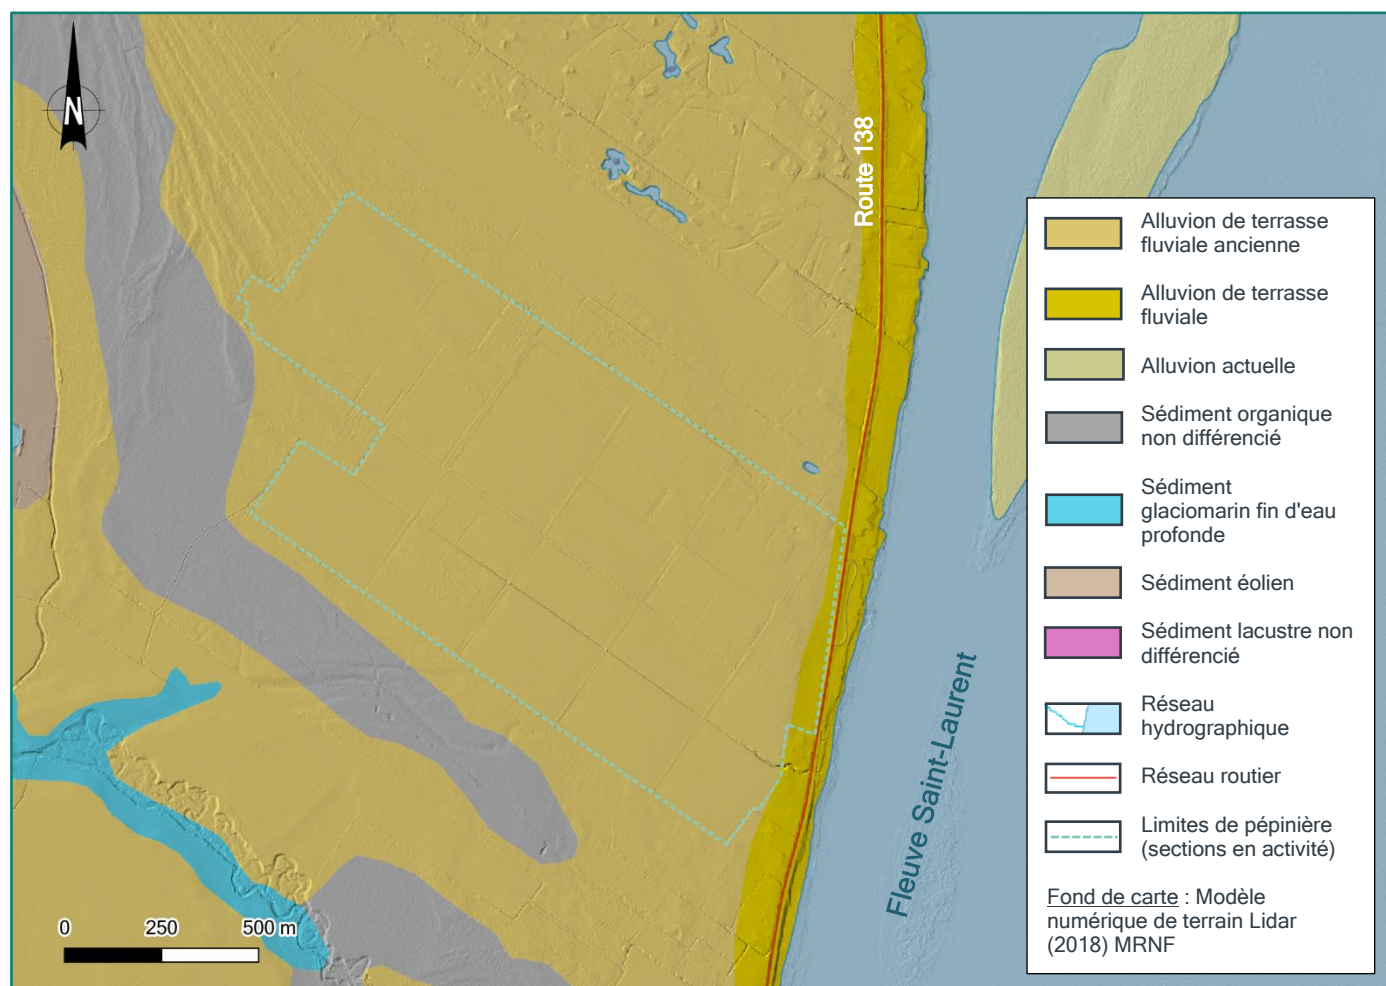 N
Route 138
Fleuve Saint-Laurent
0 250 500 m
Alluvion de terrasse
fluviale ancienne
Alluvion de terrasse
fluviale
Alluvion actuelle
Sédiment organique
non différencié
Sédiment
glaciomarin fin d'eau
profonde
Sédiment éolien
Sédiment lacustre non
différencié
Réseau
hydrographique
Réseau routier
Limites de pépinière
(sections en activité)
Fond de carte : Modèle
numérique de terrain Lidar
(2018) MRNF